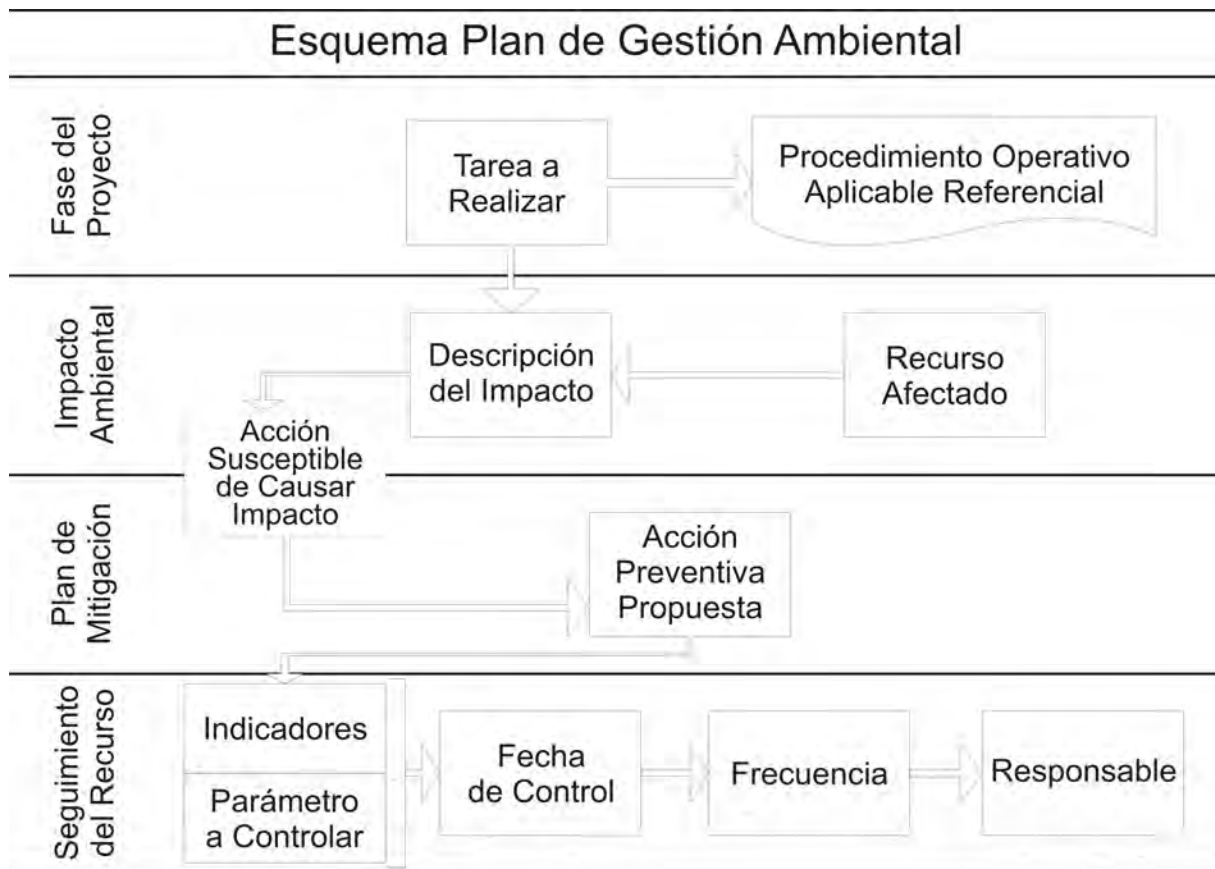 Esquema Plan de Gestión Ambiental
Fase del
Proyecto
Tarea a
Realizar
Procedimiento Operativo
Aplicable Referencial
Impacto
Ambiental
Descripción
del Impacto
Recurso
Afectado
Acción
Susceptible
de Causar
Impacto
Plan de
Mitigación
Acción
Preventiva
Propuesta
Seguimiento
del Recurso
Indicadores
Parámetro
a Controlar
Fecha
de Control
Frecuencia
Responsable